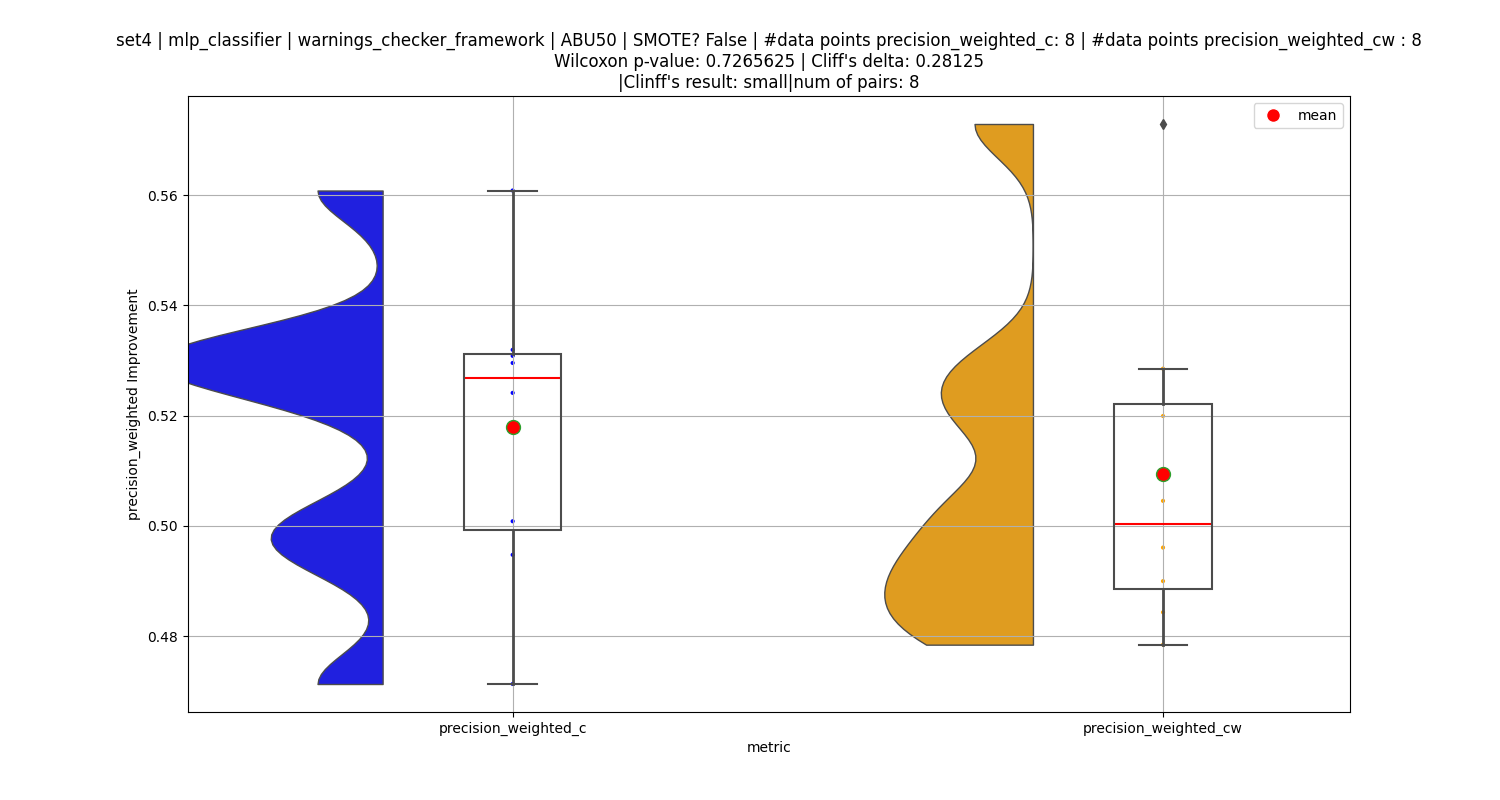 set4 | mlp_classifier | warnings_checker_framework | ABU50 | SMOTE? False | #data points precision_weighted_c: 8 | #data points precision_weighted_cw : 8
Wilcoxon p-value: 0.7265625 | Cliff's delta: 0.28125
|Clinff's result: small|num of pairs: 8
mean
0.56
0.54
0.52
0.50
0.48
precision_weighted Improvement
precision_weighted_c
precision_weighted_cw
metric